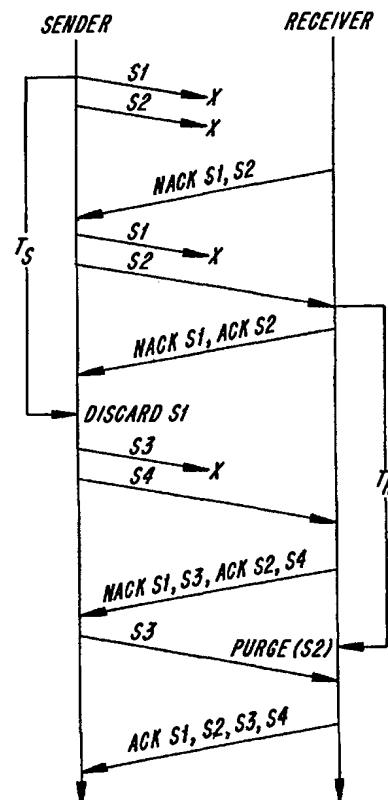 SENDER
RECEIVER
S1
X
S2
X
NACK S1, S2
S1
X
S2
T_S
NACK S1, ACK S2
DISCARD S1
S3
X
S4
NACK S1, S3, ACK S2, S4
S3
PURGE (S2)
ACK S1, S2, S3, S4